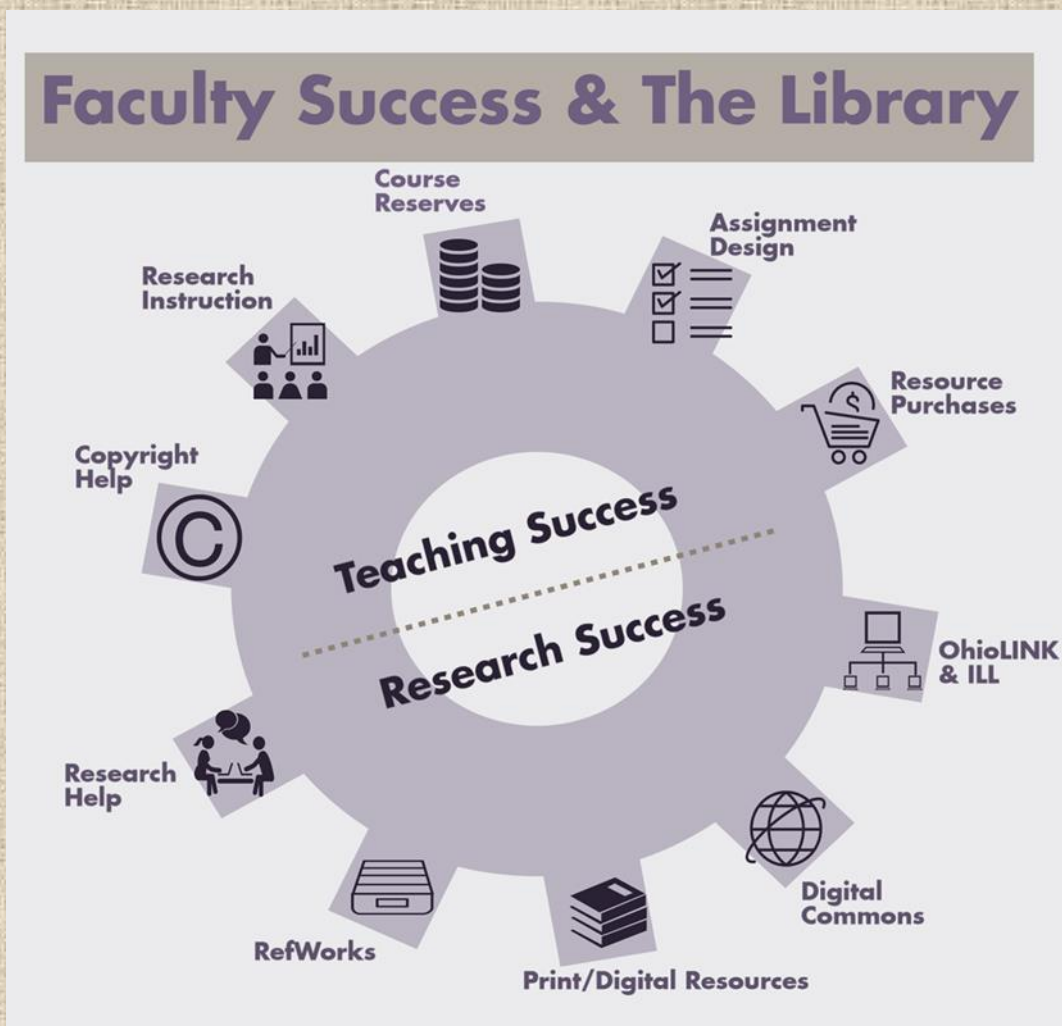 Faculty Success & The Library
Course
Reserves
Assignment
Design
Research
Instruction
Resource
Purchases
Copyright
Help
Teaching Success
Research Success
OhioLINK
& ILL
Research
Help
Digital
Commons
RefWorks
Print/Digital Resources